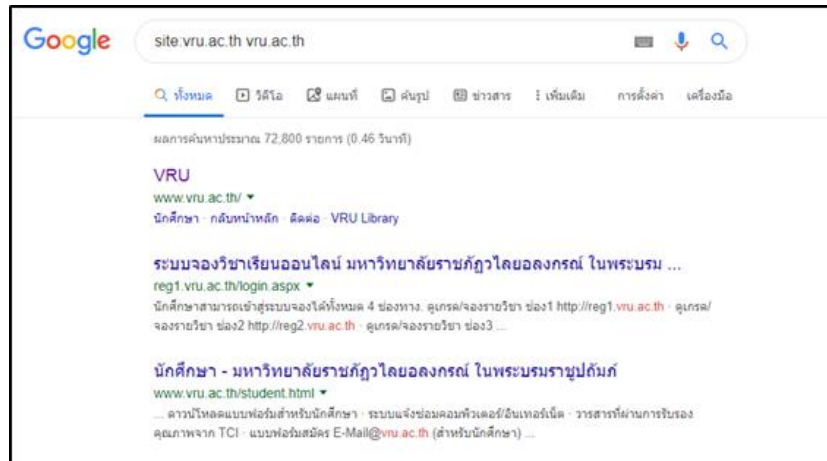 Google
site:vru.ac.th vru.ac.th
ทั้งหมด วิดีโอ แผนที่ ค้นรูป ข่าวสาร เพิ่มเติม การตั้งค่า เครื่องมือ
ผลการค้นหาประมาณ 72,800 รายการ (0.46 วินาที)
VRU
www.vru.ac.th/
นักศึกษา · กลับหน้าหลัก · ติดต่อ · VRU Library
ระบบจองวิชาเรียนออนไลน์ มหาวิทยาลัยราชภัฏวไลยอลงกรณ์ ในพระบรม ...
reg1.vru.ac.th/login.aspx
นักศึกษาสามารถเข้าสู่ระบบจองได้ทั้งหมด 4 ช่องทาง. ดูเกรด/จองรายวิชา ช่อง1 http://reg1.vru.ac.th · ดูเกรด/
จองรายวิชา ช่อง2 http://reg2.vru.ac.th · ดูเกรด/จองรายวิชา ช่อง3 ...
นักศึกษา - มหาวิทยาลัยราชภัฏวไลยอลงกรณ์ ในพระบรมราชูปถัมภ์
www.vru.ac.th/student.html
... ดาวน์โหลดแบบฟอร์มสำหรับนักศึกษา · ระบบแจ้งซ่อมคอมพิวเตอร์/อินเทอร์เน็ต · วารสารที่ผ่านการรับรอง
คุณภาพจาก TCI · แบบฟอร์มสมัคร E-Mail@vru.ac.th (สำหรับนักศึกษา) ...